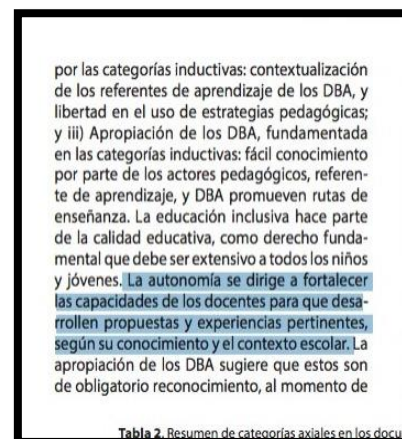 por las categorías inductivas: contextualización
de los referentes de aprendizaje de los DBA, y
libertad en el uso de estrategias pedagógicas;
y iii) Apropiación de los DBA, fundamentada
en las categorías inductivas: fácil conocimiento
por parte de los actores pedagógicos, referen-
te de aprendizaje, y DBA promueven rutas de
enseñanza. La educación inclusiva hace parte
de la calidad educativa, como derecho funda-
mental que debe ser extensivo a todos los niños
y jóvenes. La autonomía se dirige a fortalecer
las capacidades de los docentes para que desa-
rrollen propuestas y experiencias pertinentes,
según su conocimiento y el contexto escolar. La
apropiación de los DBA sugiere que estos son
de obligatorio reconocimiento, al momento de
Tabla 2. Resumen de categorías axiales en los docu